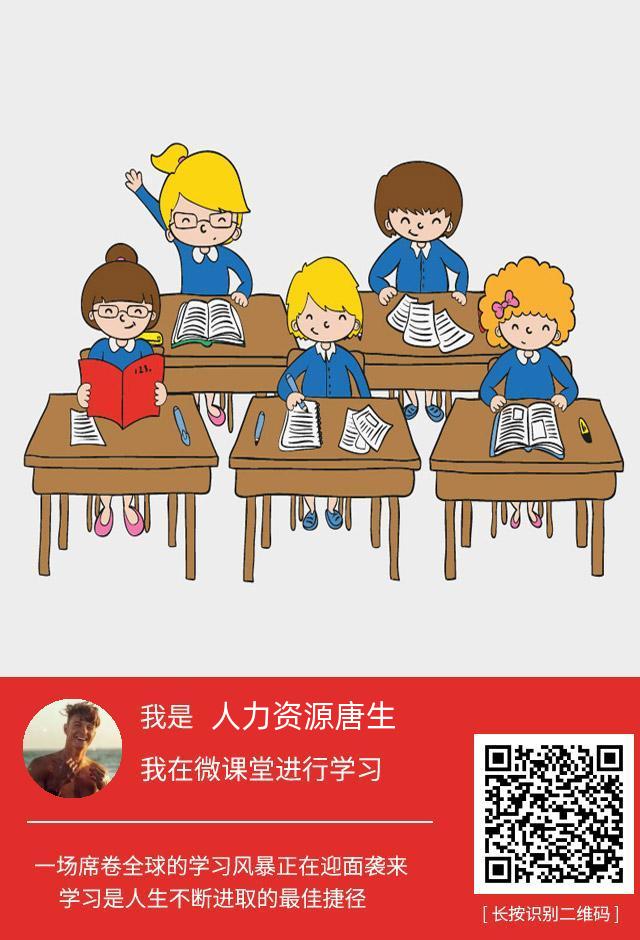 123.
我是 人力资源唐生
我在微课堂进行学习
一场席卷全球的学习风暴正在迎面袭来
学习是人生不断进取的最佳捷径
[ 长按识别二维码 ]